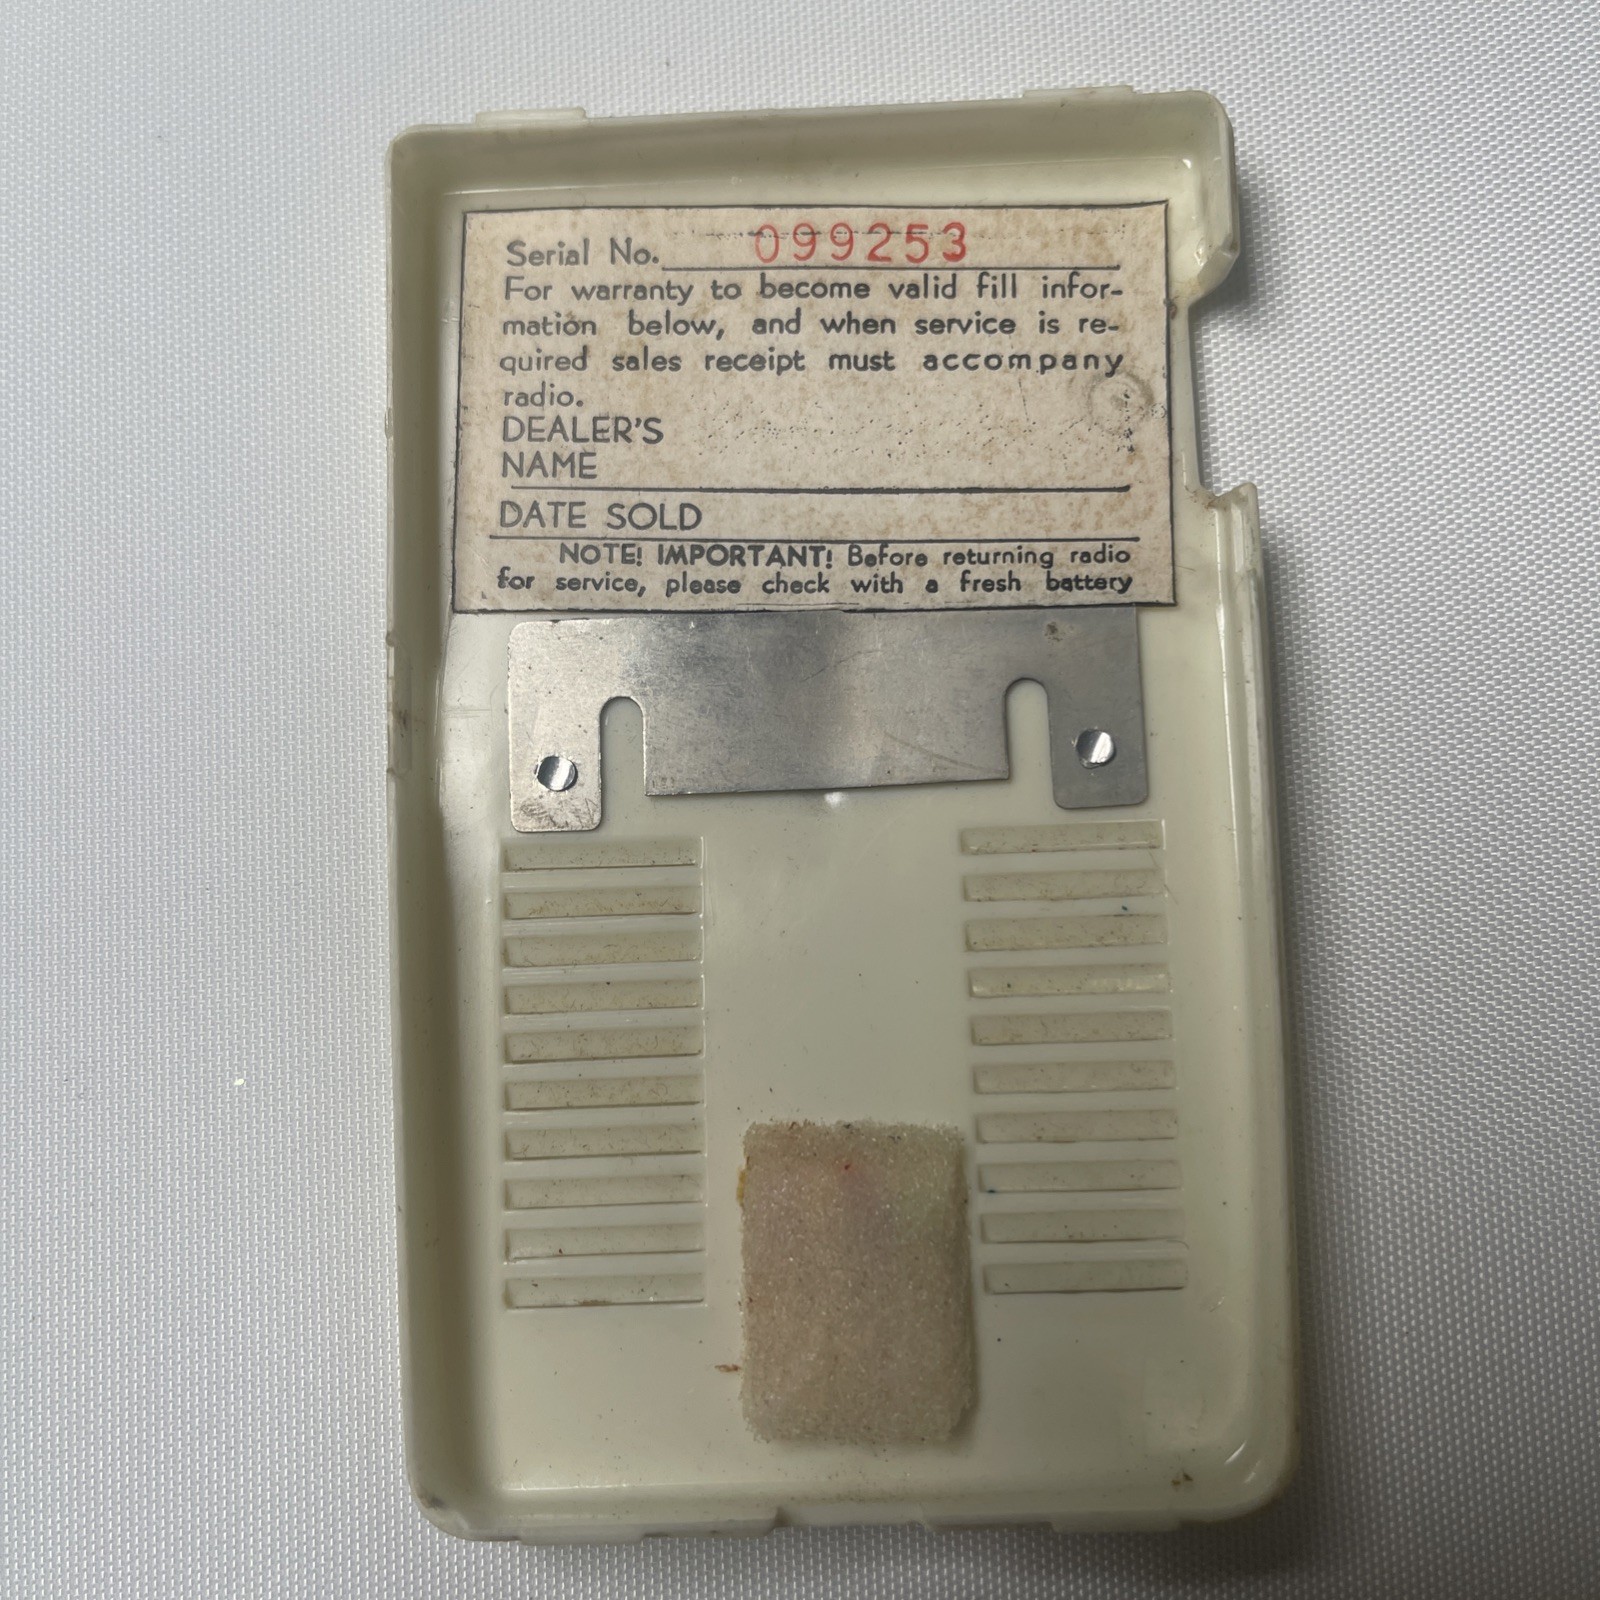 Serial No. 099253
For warranty to become valid fill infor-
mation below, and when service is re-
quired sales receipt must accompany
radio.
DEALER'S
NAME
DATE SOLD
NOTE! IMPORTANT! Before returning radio
for service, please check with a fresh battery